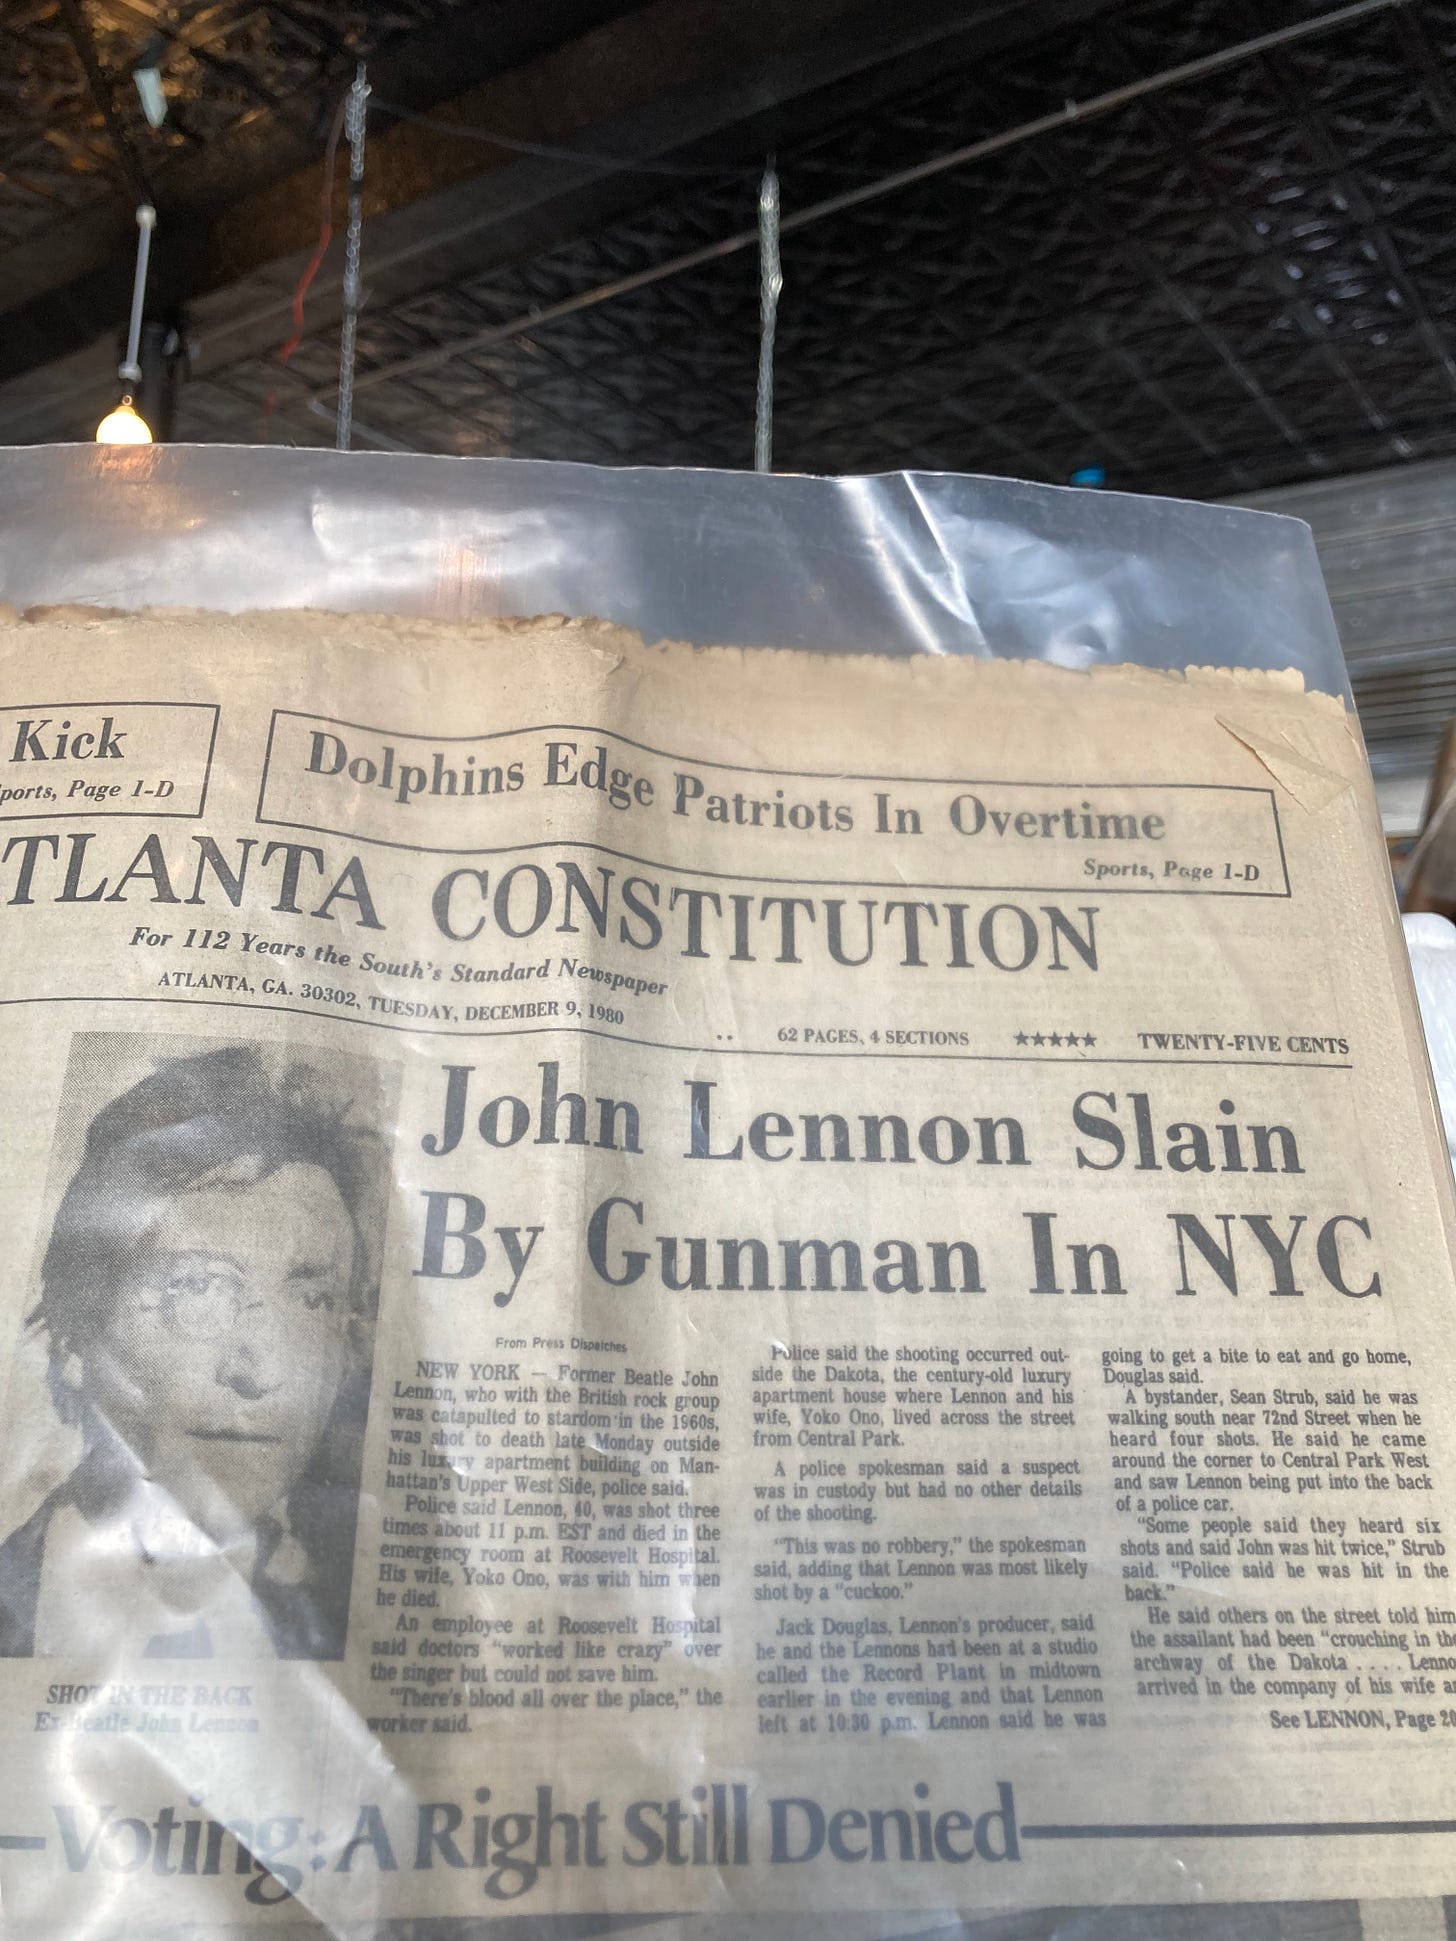 Kick
ports, Page 1-D
Dolphins Edge Patriots In Overtime
Sports, Page 1-D
TLANTA CONSTITUTION
For 112 Years the South's Standard Newspaper
ATLANTA, GA. 30302, TUESDAY, DECEMBER 9, 1980
62 PAGES, 4 SECTIONS ★★★★★ TWENTY-FIVE CENTS
John Lennon Slain
By Gunman In NYC
From Press Dispatches
NEW YORK — Former Beatle John
Lennon, who with the British rock group
was catapulted to stardom in the 1960s,
was shot to death late Monday outside
his luxury apartment building on Man-
hattan's Upper West Side, police said.
Police said Lennon, 40, was shot three
times about 11 p.m. EST and died in the
emergency room at Roosevelt Hospital.
His wife, Yoko Ono, was with him when
he died.
An employee at Roosevelt Hospital
said doctors "worked like crazy" over
the singer but could not save him.
"There's blood all over the place," the
worker said.
Police said the shooting occurred out-
side the Dakota, the century-old luxury
apartment house where Lennon and his
wife, Yoko Ono, lived across the street
from Central Park.
A police spokesman said a suspect
was in custody but had no other details
of the shooting.
"This was no robbery," the spokesman
said, adding that Lennon was most likely
shot by a "cuckoo."
Jack Douglas, Lennon's producer, said
he and the Lennons had been at a studio
called the Record Plant in midtown
earlier in the evening and that Lennon
left at 10:30 p.m. Lennon said he was
going to get a bite to eat and go home,
Douglas said.
A bystander, Sean Strub, said he was
walking south near 72nd Street when he
heard four shots. He said he came
around the corner to Central Park West
and saw Lennon being put into the back
of a police car.
"Some people said they heard six
shots and said John was hit twice," Strub
said. "Police said he was hit in the
back."
He said others on the street told him
the assailant had been "crouching in the
archway of the Dakota . . . . Lenno
arrived in the company of his wife an
See LENNON, Page 20
SHOT IN THE BACK
Ex-Beatle John Lennon
Voting: A Right Still Denied